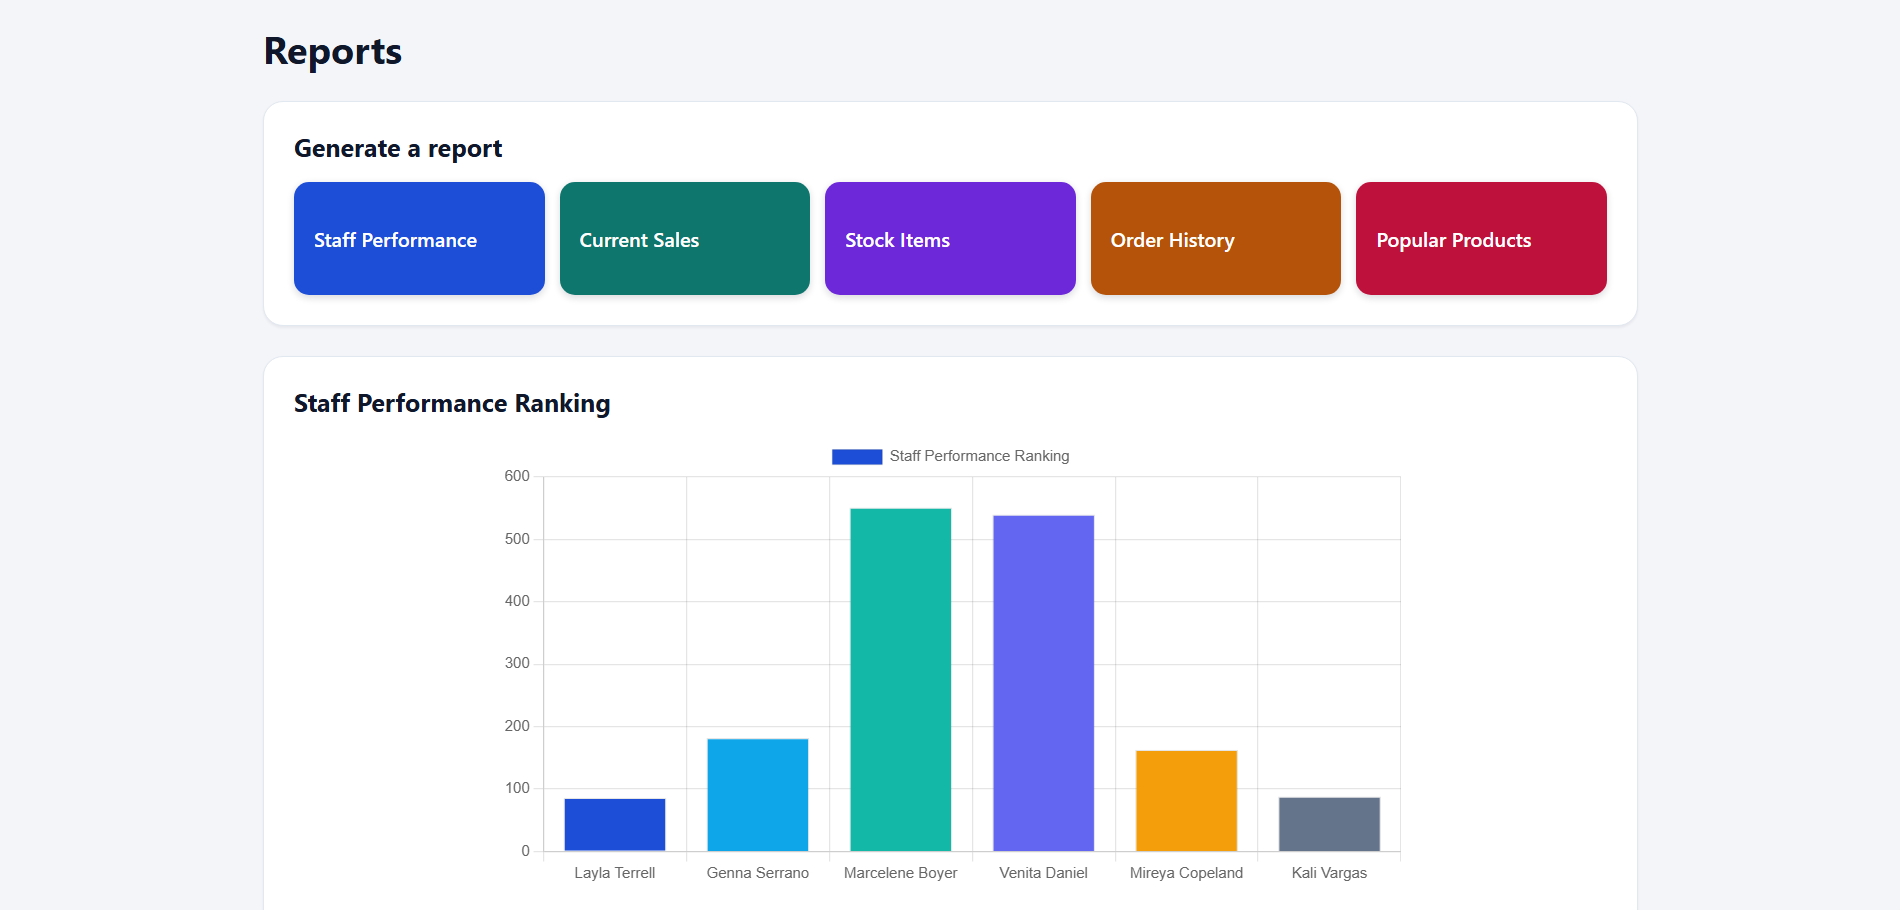 Reports
Generate a report
Staff Performance
Current Sales
Stock Items
Order History
Popular Products
Staff Performance Ranking
Staff Performance Ranking
600
500
400
300
200
100
0
Layla Terrell Genna Serrano Marcelene Boyer Venita Daniel Mireya Copeland Kali Vargas